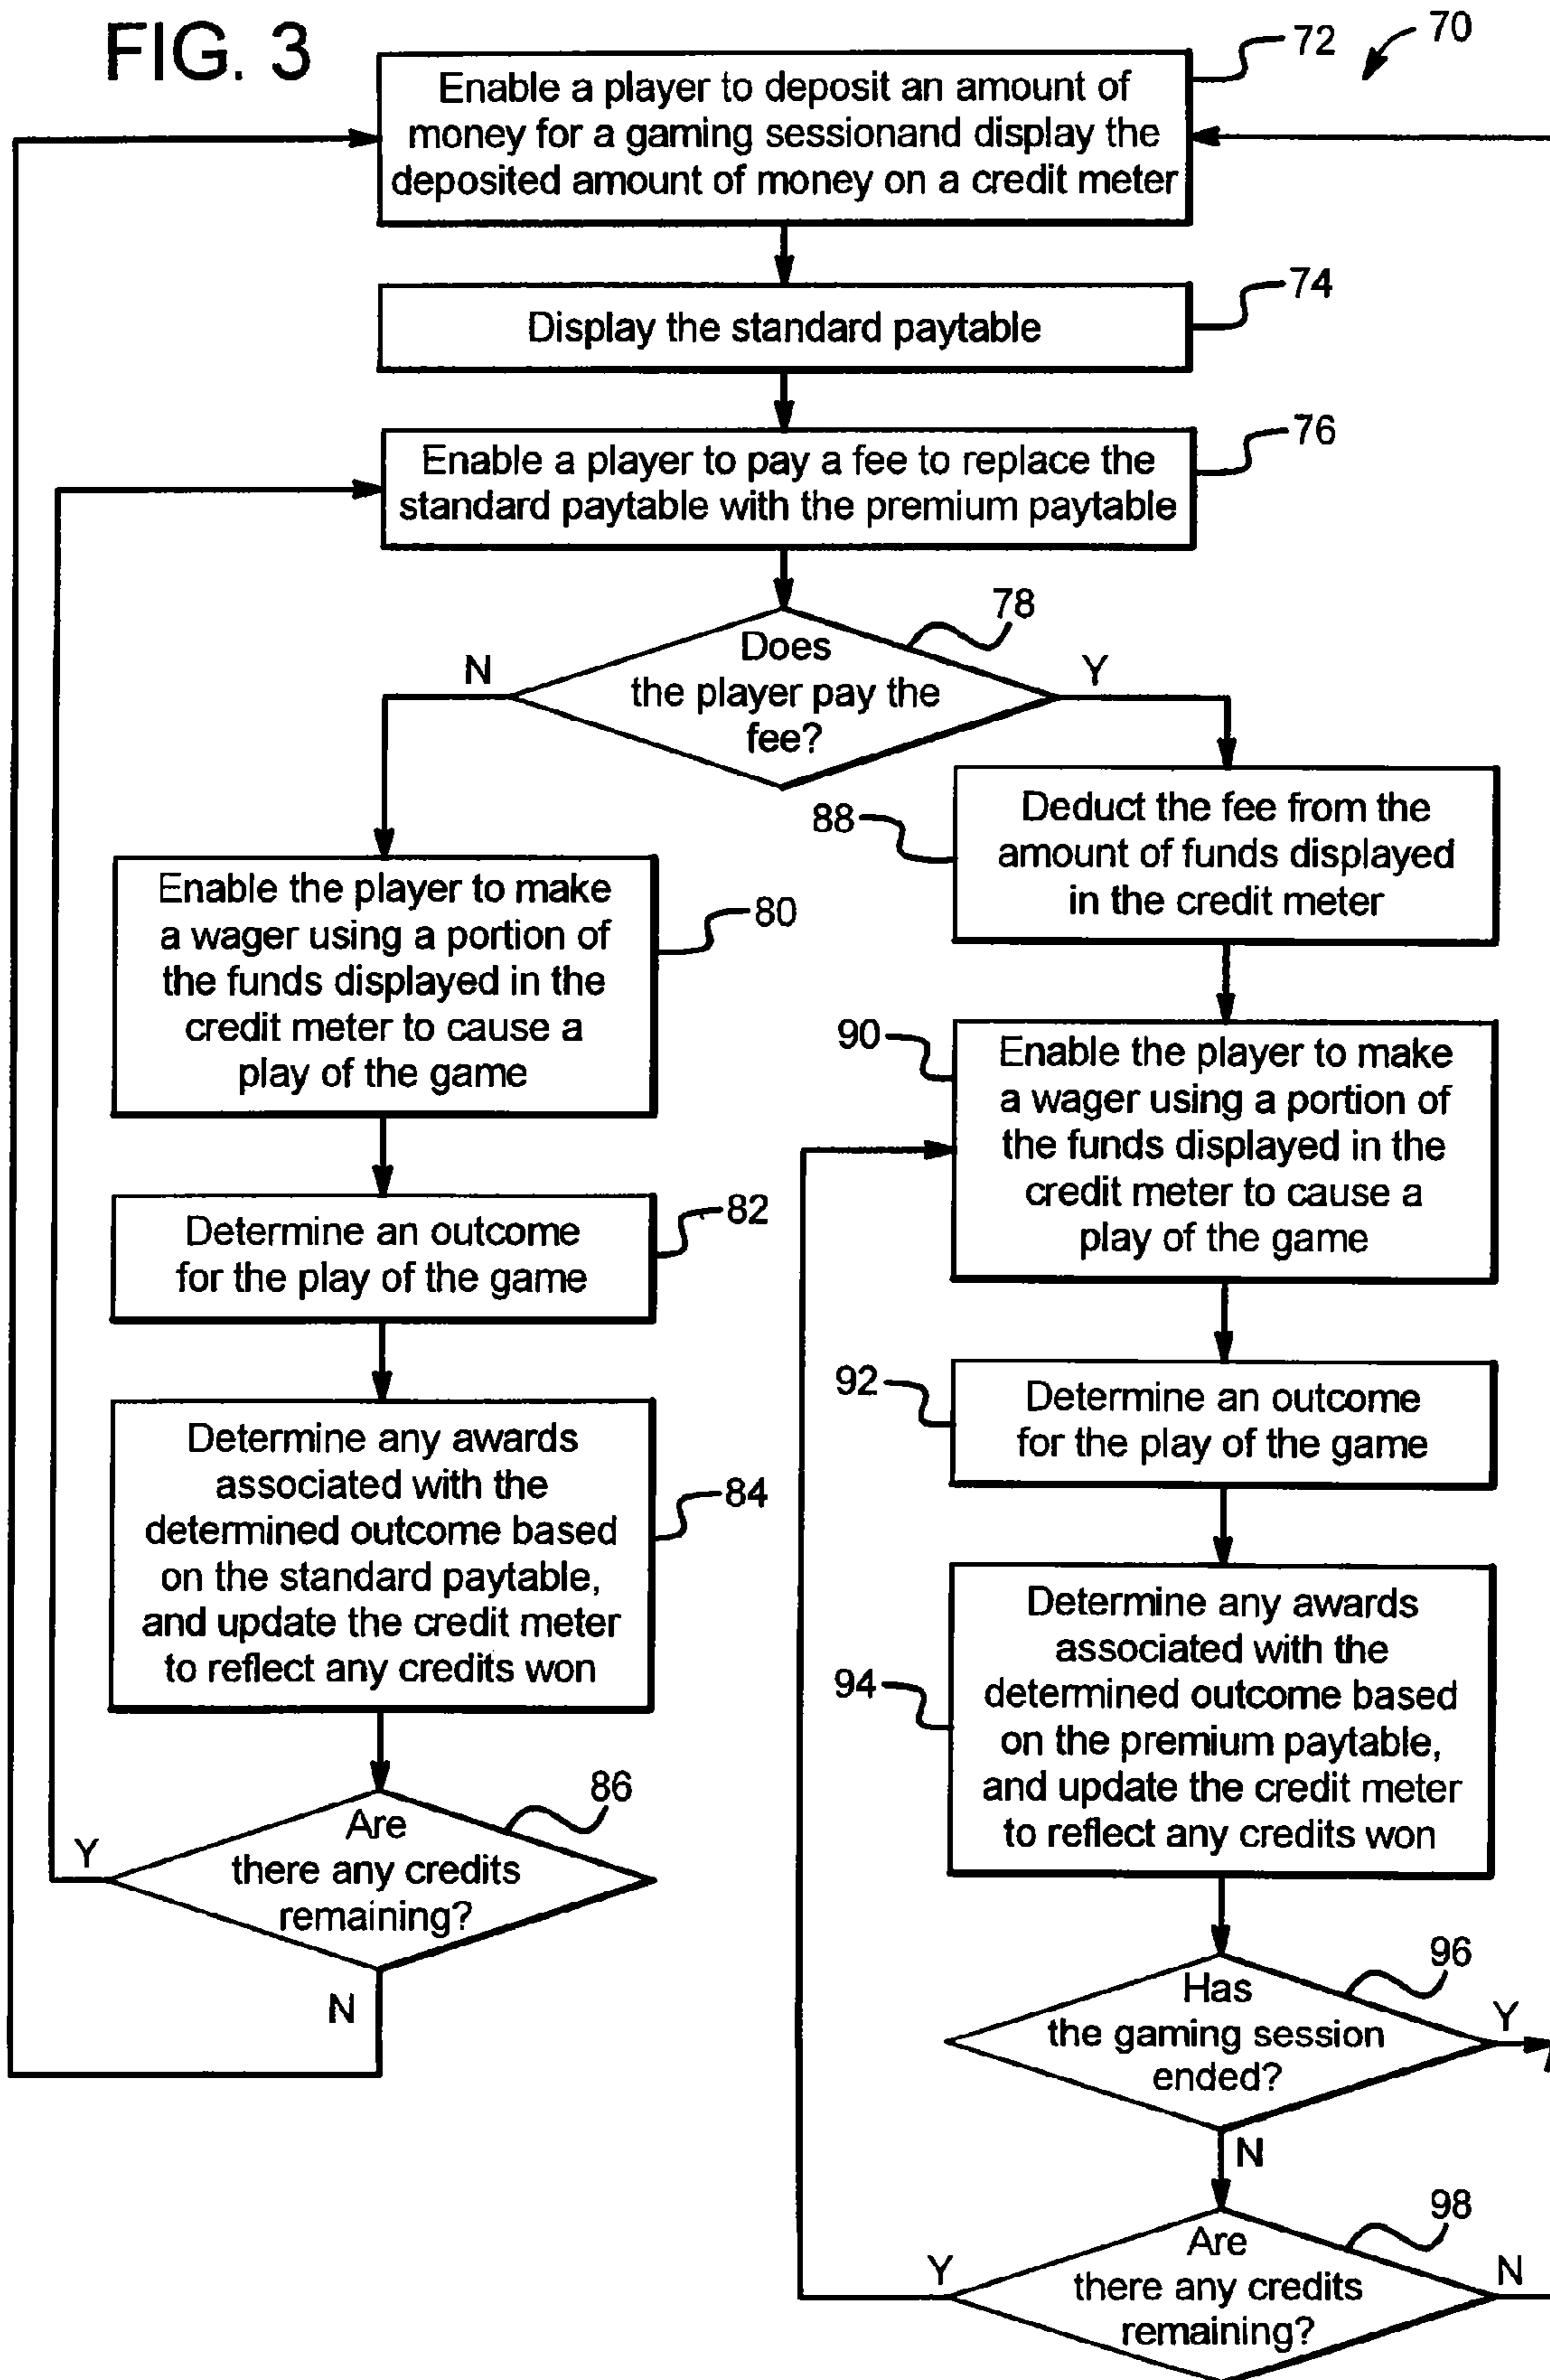 FIG. 3
70
72
Enable a player to deposit an amount of
money for a gaming sessionand display the
deposited amount of money on a credit meter
74
Display the standard paytable
76
Enable a player to pay a fee to replace the
standard paytable with the premium paytable
78
Does
the player pay the
fee?
N
Y
80
Enable the player to make
a wager using a portion of
the funds displayed in the
credit meter to cause a
play of the game
82
Determine an outcome
for the play of the game
84
Determine any awards
associated with the
determined outcome based
on the standard paytable,
and update the credit meter
to reflect any credits won
86
Are
there any credits
remaining?
Y
N
88
Deduct the fee from the
amount of funds displayed
in the credit meter
90
Enable the player to make
a wager using a portion of
the funds displayed in the
credit meter to cause a
play of the game
92
Determine an outcome
for the play of the game
94
Determine any awards
associated with the
determined outcome based
on the premium paytable,
and update the credit meter
to reflect any credits won
96
Has
the gaming session
ended?
Y
N
98
Are
there any credits
remaining?
Y
N